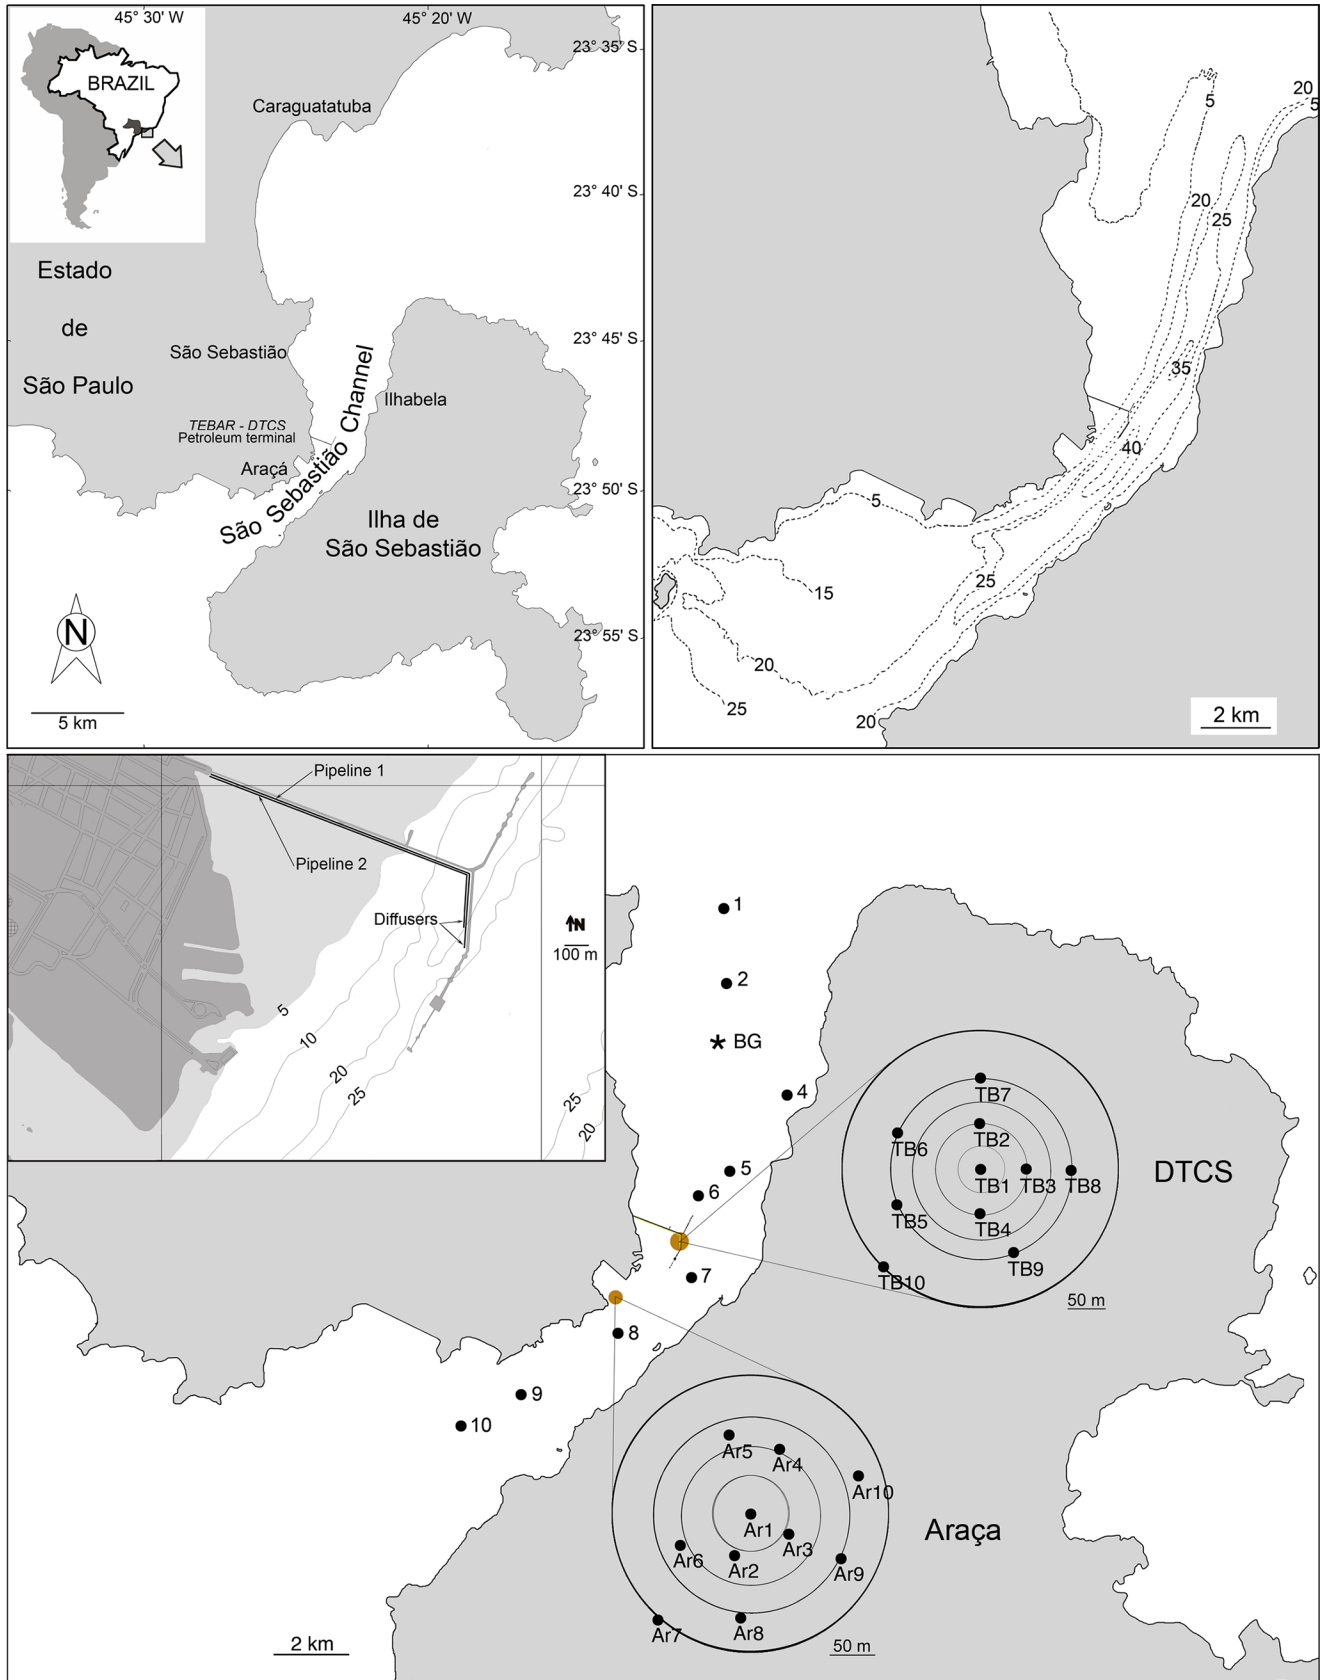 45° 30' W
45° 20' W
23° 35' S
BRAZIL
Caraguatatuba
23° 40' S
Estado
de
São Paulo
23° 45' S
São Sebastião
São Sebastião Channel
Ilhabela
TEBAR - DTCS
Petroleum terminal
Araçá
23° 50' S
Ilha de
São Sebastião
N
23° 55' S
5 km
5
20
5
20
25
35
40
5
25
15
20
25
20
2 km
Pipeline 1
Pipeline 2
Diffusers
N
100 m
5
10
20
25
25
20
1
2
* BG
4
5
6
7
8
9
10
TB7
TB2
TB6
TB1
TB3
TB8
TB5
TB4
TB9
TB10
50 m
DTCS
Ar5
Ar4
Ar10
Ar1
Ar3
Ar6
Ar2
Ar9
Ar7
Ar8
50 m
Araça
2 km